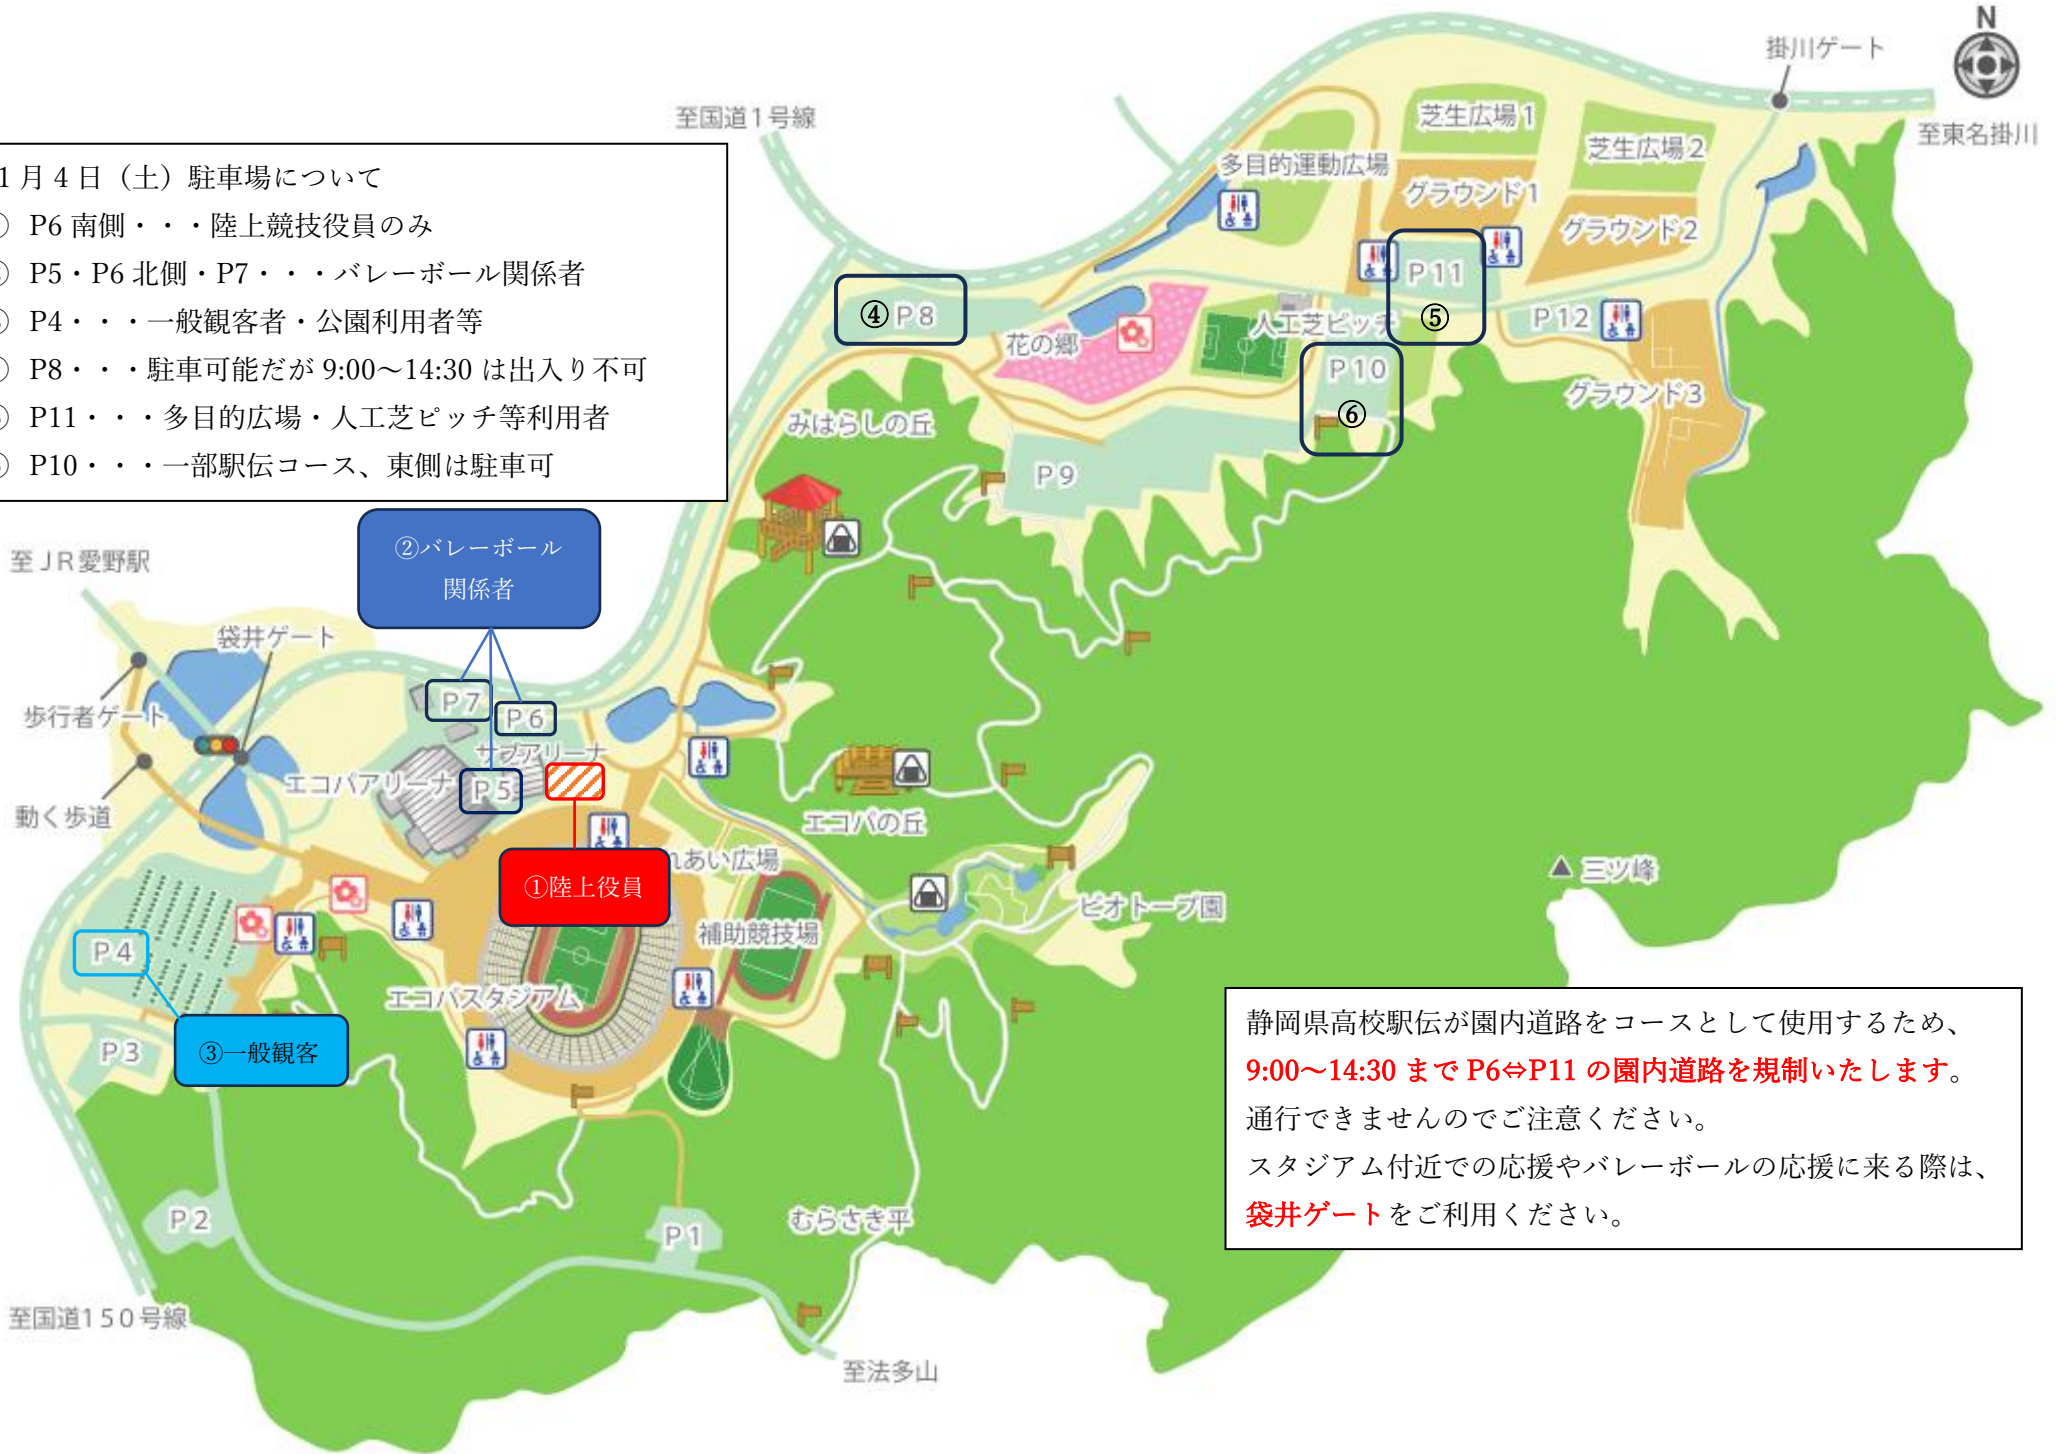 至国道1号線
掛川ゲート
N
至東名掛川
1月4日（土）駐車場について
P6 南側・・・陸上競技役員のみ
P5・P6 北側・P7・・・バレーボール関係者
P4・・・一般観客者・公園利用者等
P8・・・駐車可能だが 9:00～14:30 は出入り不可
P11・・・多目的広場・人工芝ピッチ等利用者
P10・・・一部駅伝コース、東側は駐車可
芝生広場1
芝生広場2
多目的運動広場
グラウンド1
グラウンド2
P11
⑤
④P8
P12
人工芝ピッチ
花の郷
P10
⑥
グラウンド3
みはらしの丘
P9
②バレーボール
関係者
至JR愛野駅
袋井ゲート
歩行者ゲート
P7
P6
サブアリーナ
エコパアリーナ
P5
動く歩道
エコパの丘
①陸上役員
れあい広場
三ツ峰
ビオトープ園
補助競技場
P4
エコパスタジアム
③一般観客
P3
静岡県高校駅伝が園内道路をコースとして使用するため、
9:00～14:30 まで P6⇔P11 の園内道路を規制いたします。
通行できませんのでご注意ください。
スタジアム付近での応援やバレーボールの応援に来る際は、
袋井ゲートをご利用ください。
P2
P1
むらさき平
至国道150号線
至法多山